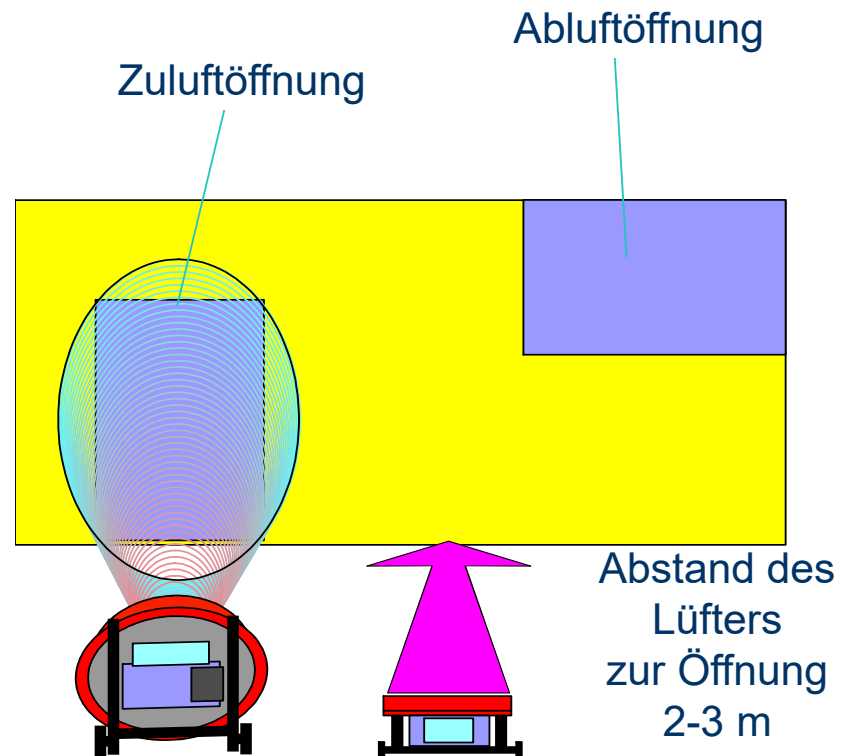 Abluftöffnung
Zuluftöffnung
Abstand des
Lüfters
zur Öffnung
2-3 m